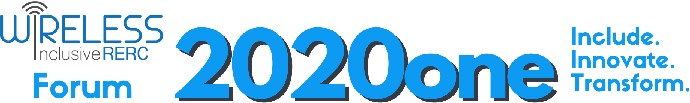 WiRELESS
InclusiveRERC
Forum
2020one
Include.
Innovate.
Transform.